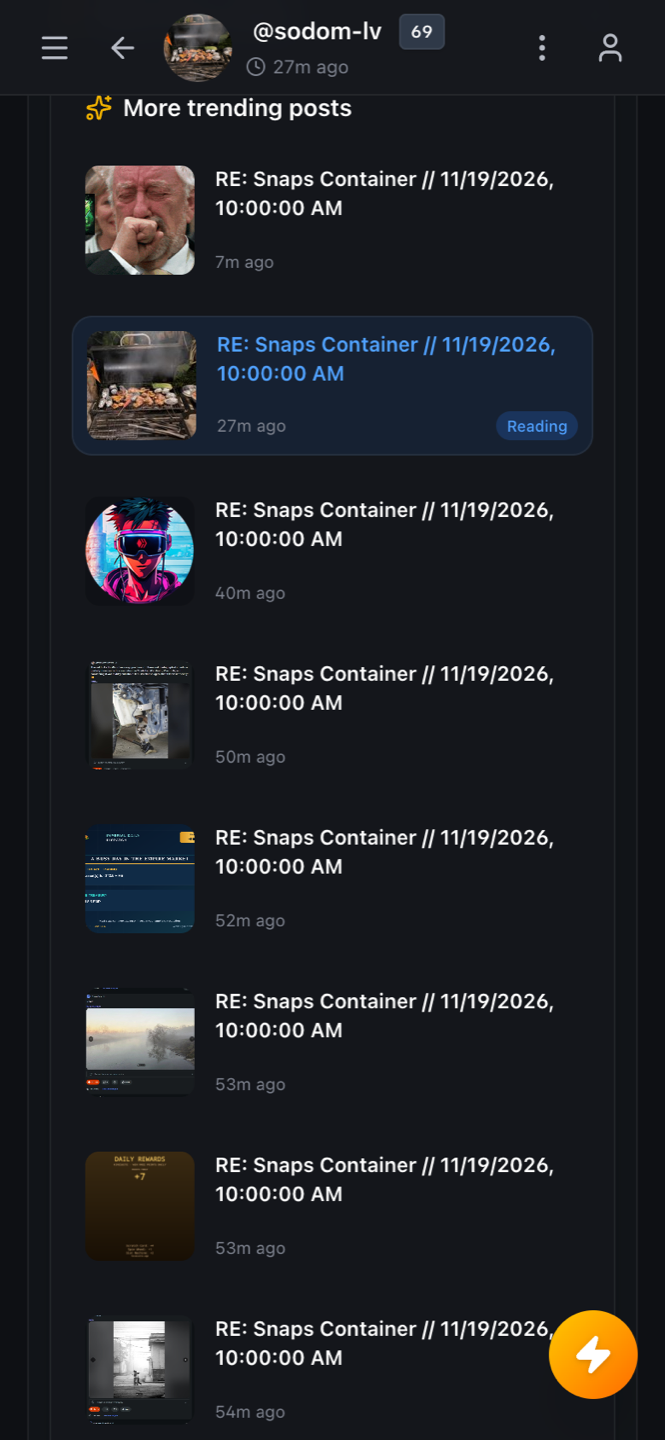 @sodom-lv 69
27m ago
More trending posts
RE: Snaps Container // 11/19/2026,
10:00:00 AM
7m ago
RE: Snaps Container // 11/19/2026,
10:00:00 AM
27m ago Reading
RE: Snaps Container // 11/19/2026,
10:00:00 AM
40m ago
RE: Snaps Container // 11/19/2026,
10:00:00 AM
50m ago
RE: Snaps Container // 11/19/2026,
10:00:00 AM
52m ago
RE: Snaps Container // 11/19/2026,
10:00:00 AM
53m ago
DAILY REWARDS
+7
RE: Snaps Container // 11/19/2026,
10:00:00 AM
53m ago
RE: Snaps Container // 11/19/2026,
10:00:00 AM
54m ago